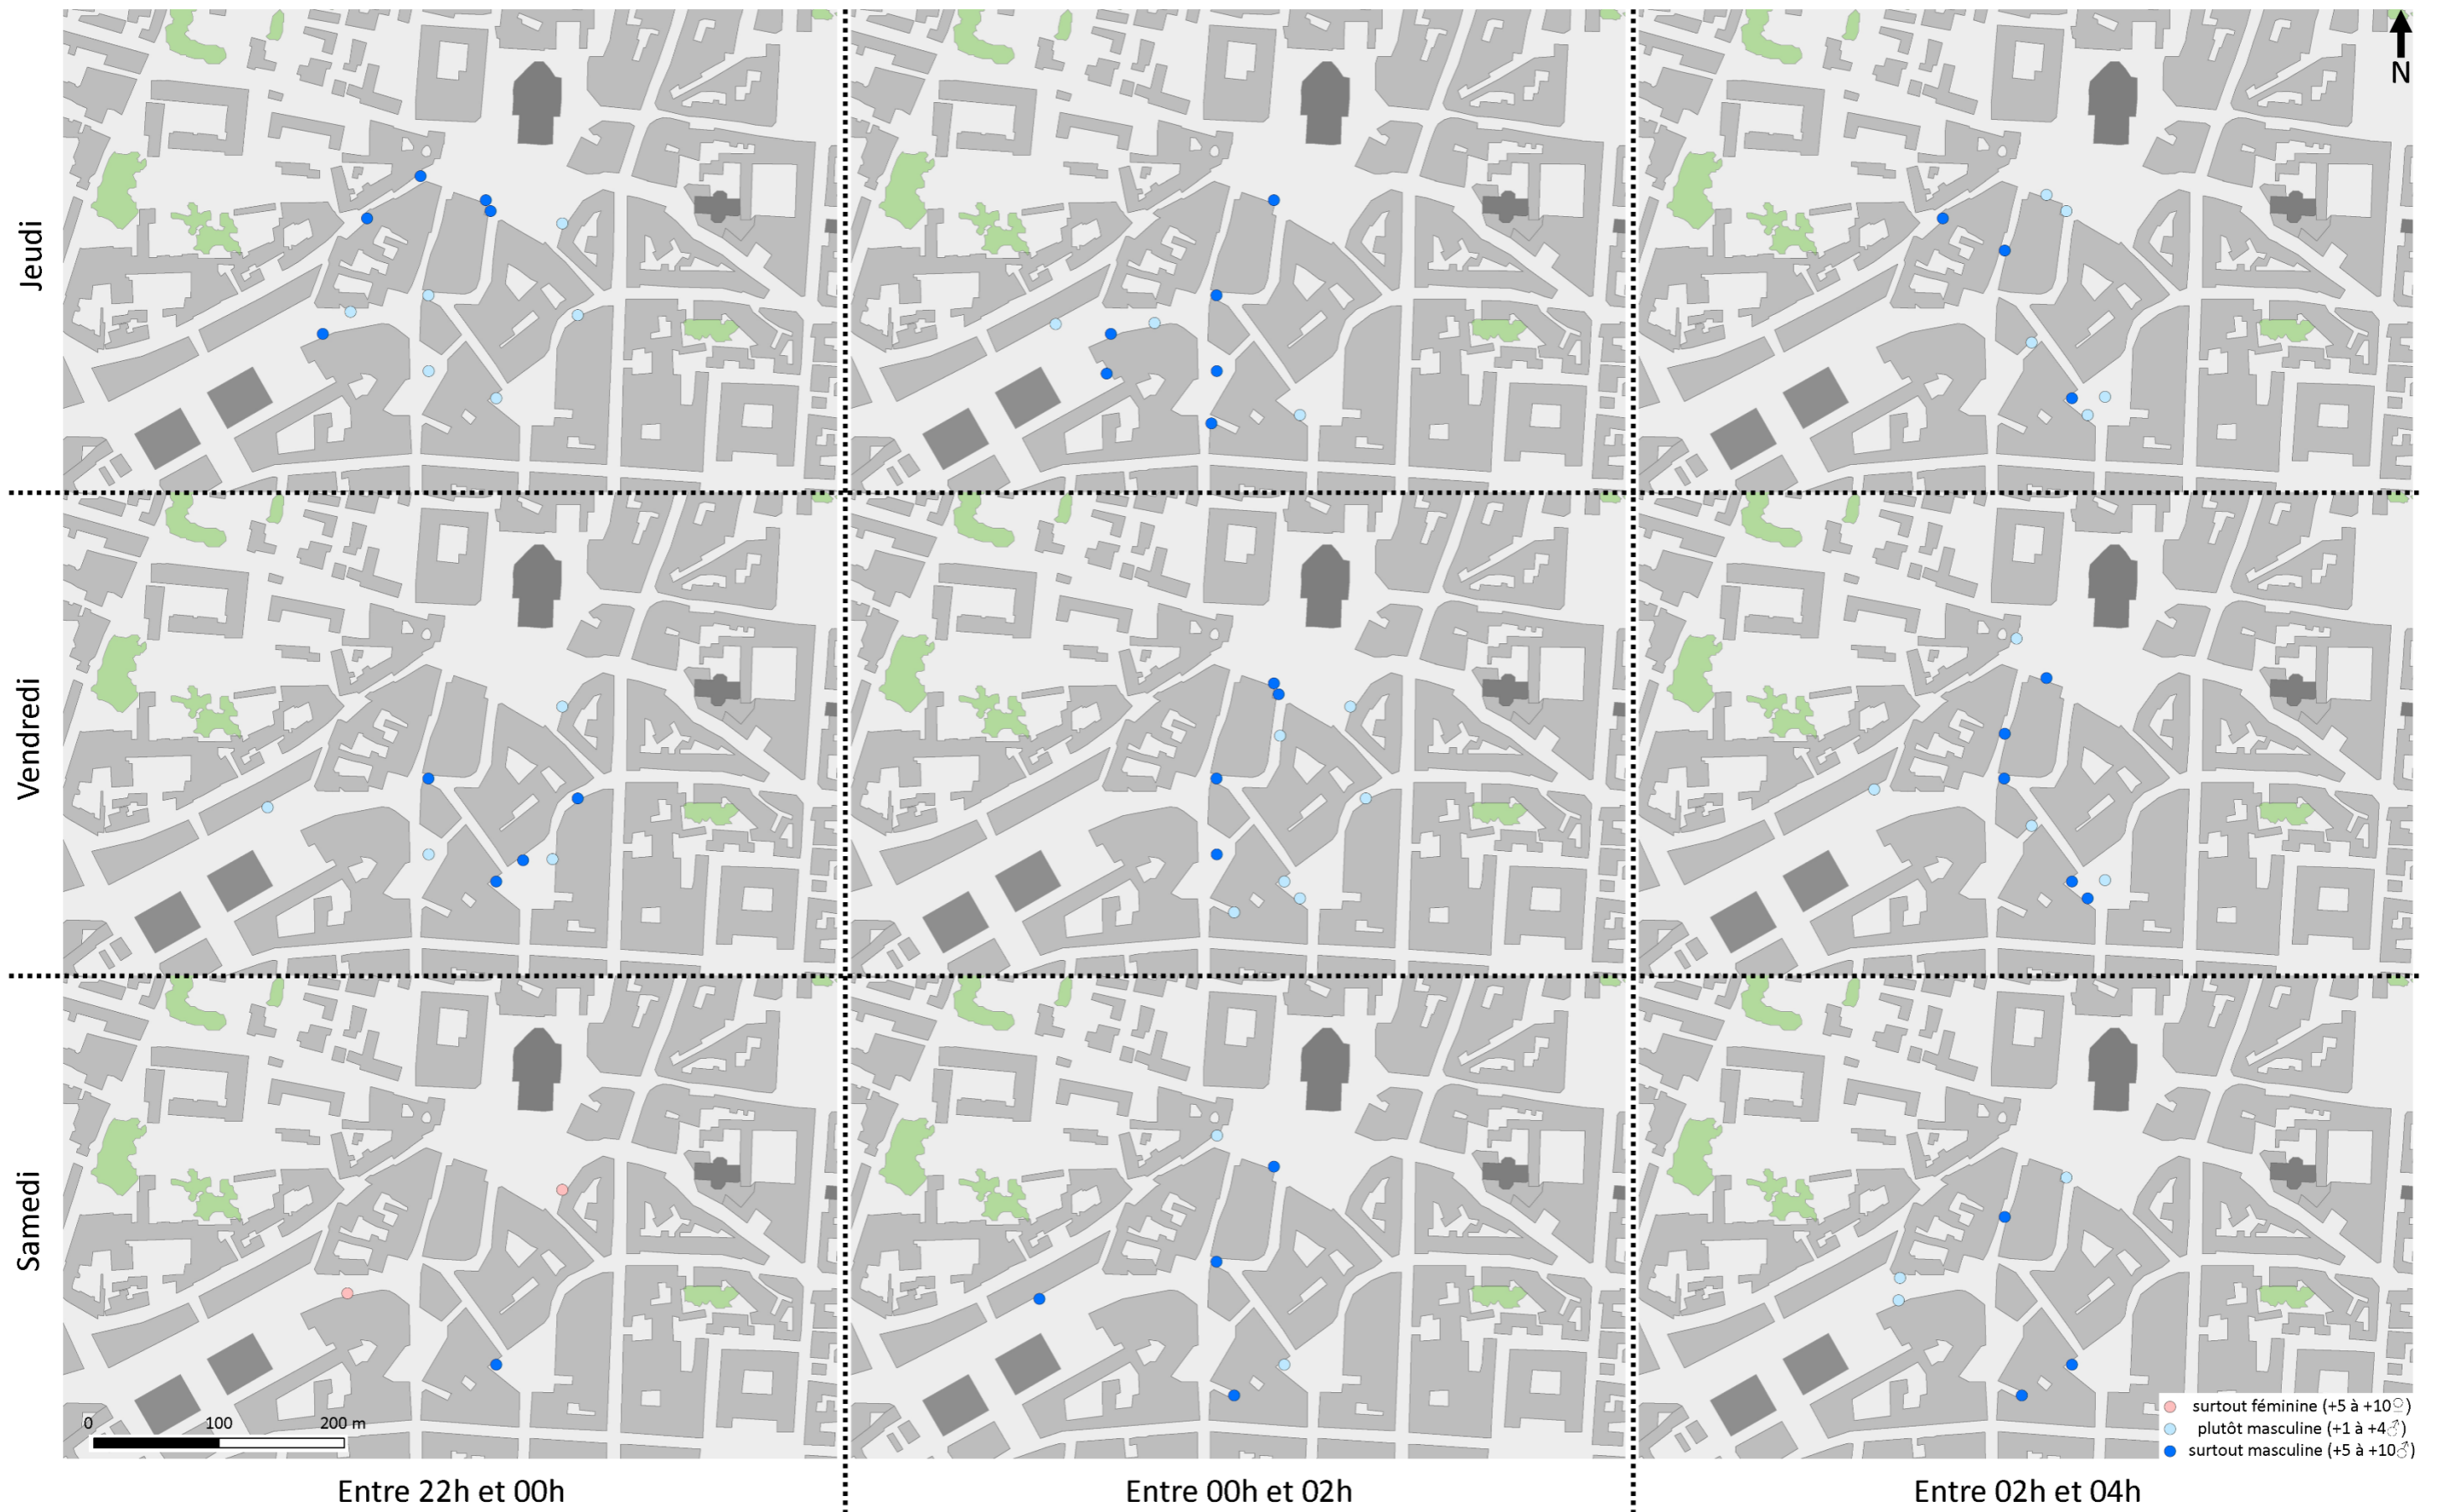 N
Jeudi
Vendredi
Samedi
0 100 200 m
surtout féminine (+5 à +10♀)
plutôt masculine (+1 à +4♂)
surtout masculine (+5 à +10♂)
Entre 22h et 00h
Entre 00h et 02h
Entre 02h et 04h